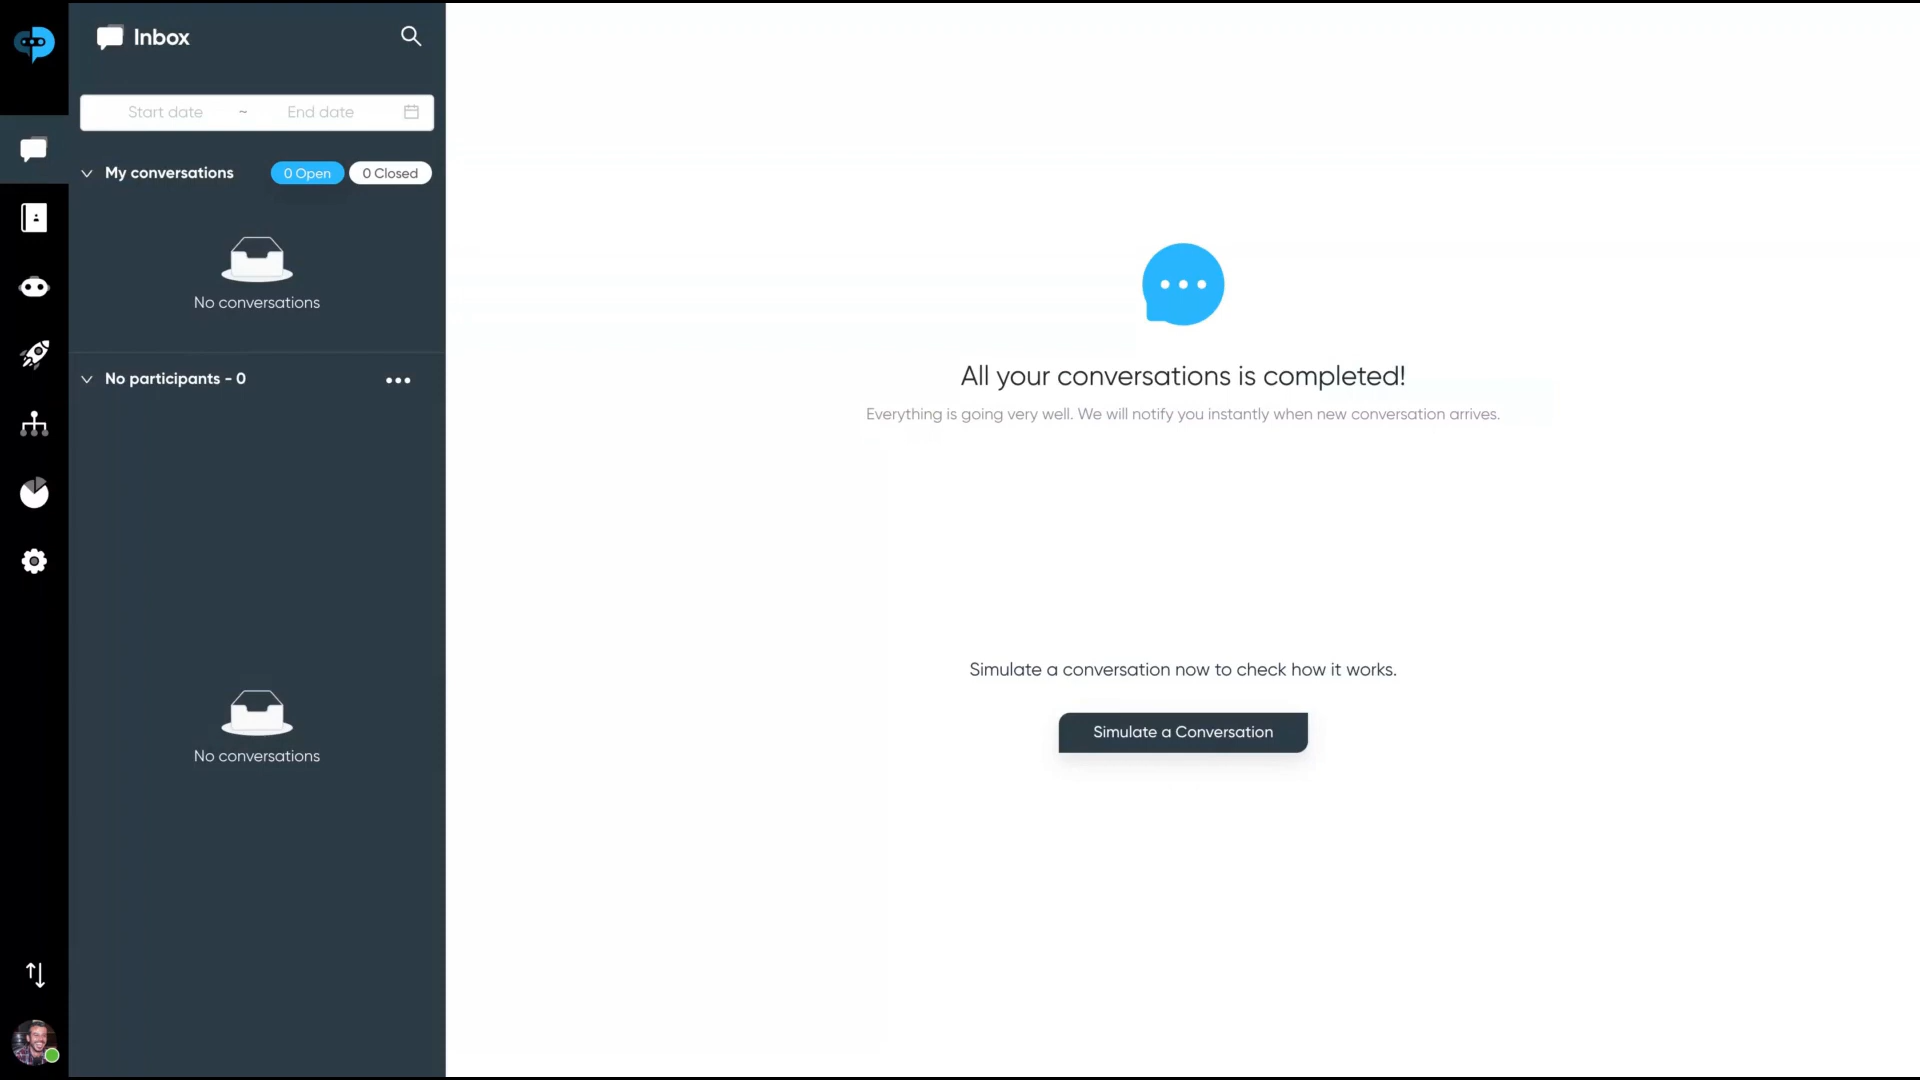 Inbox
Start date ~ End date
My conversations 0 Open 0 Closed
No conversations
No participants - 0
No conversations
All your conversations is completed!
Everything is going very well. We will notify you instantly when new conversation arrives.
Simulate a conversation now to check how it works.
Simulate a Conversation